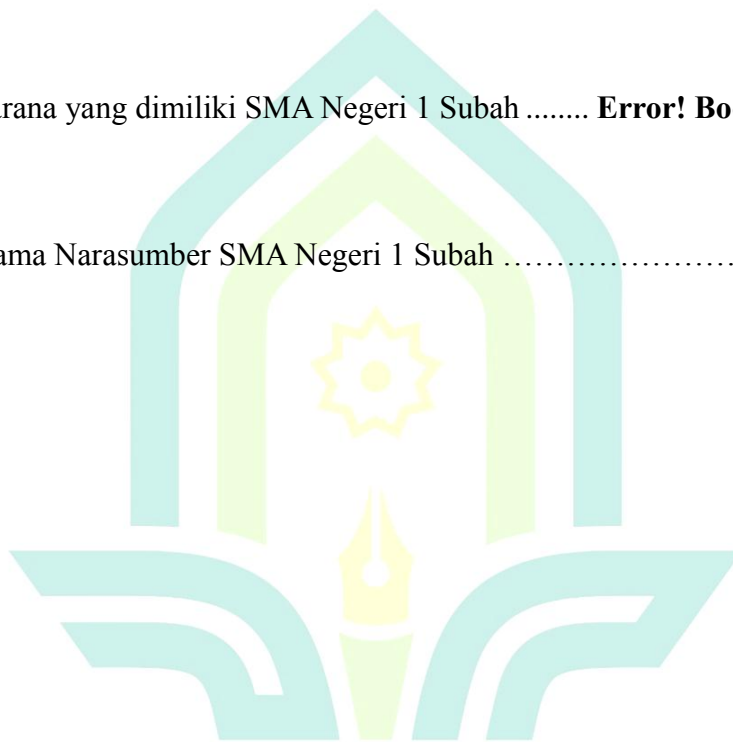 arana yang dimiliki SMA Negeri 1 Subah ........ Error! Bo
ama Narasumber SMA Negeri 1 Subah ……………………